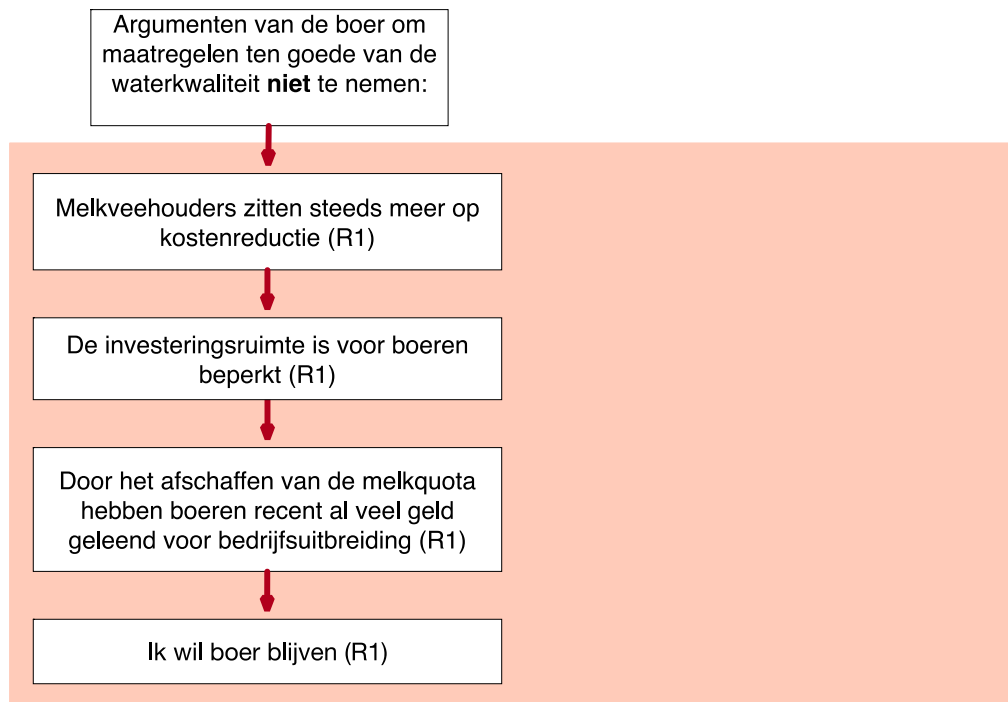 Argumenten van de boer om
maatregelen ten goede van de
waterkwaliteit niet te nemen:
Melkveehouders zitten steeds meer op
kostenreductie (R1)
De investeringsruimte is voor boeren
beperkt (R1)
Door het afschaffen van de melkquota
hebben boeren recent al veel geld
geleend voor bedrijfsuitbreiding (R1)
Ik wil boer blijven (R1)